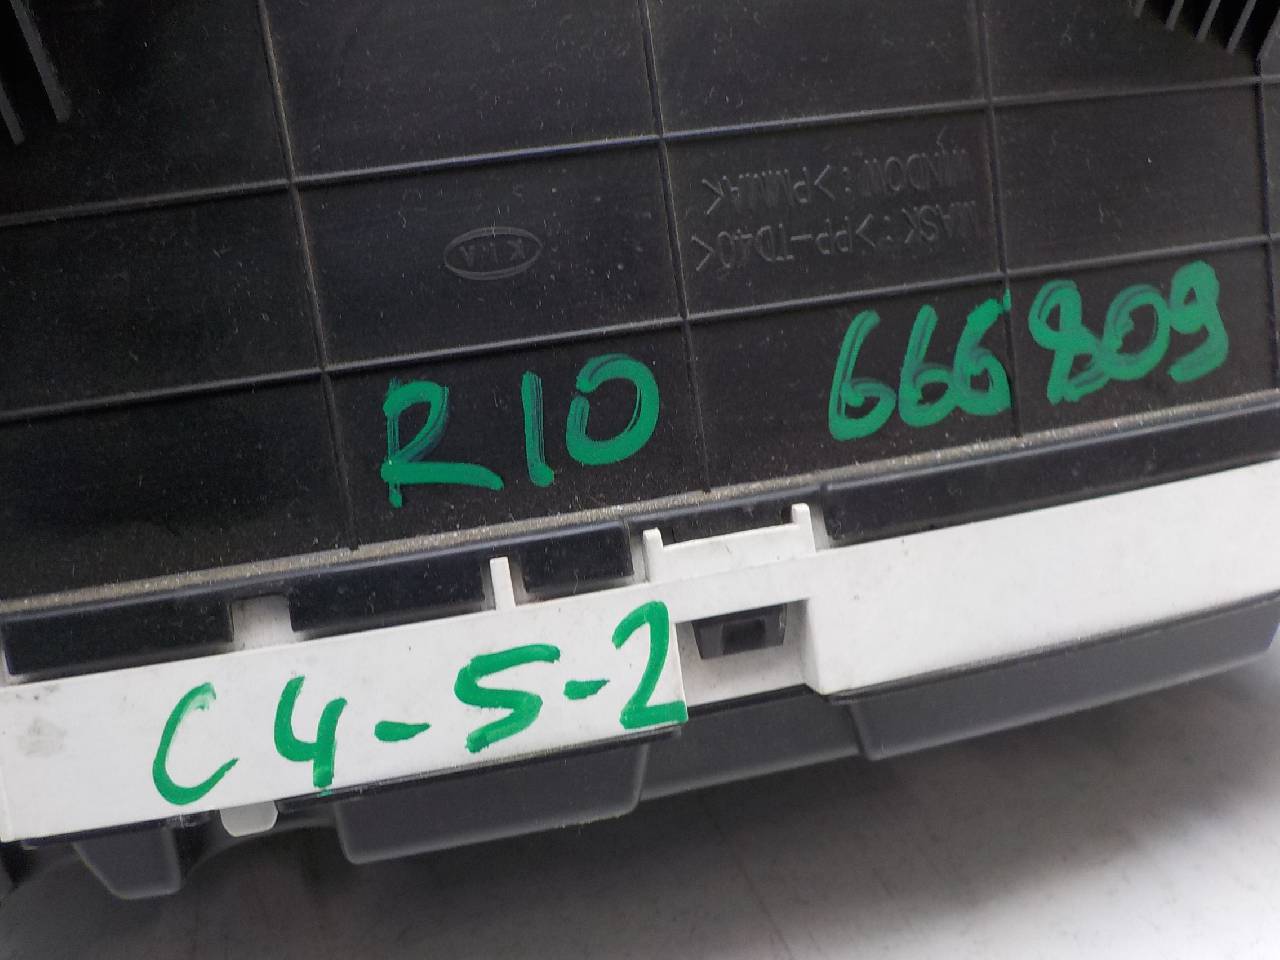 WINDOW : >PMMA<
MASK : >PP-TD40<
KIA
RIO 666809
C4-5-2